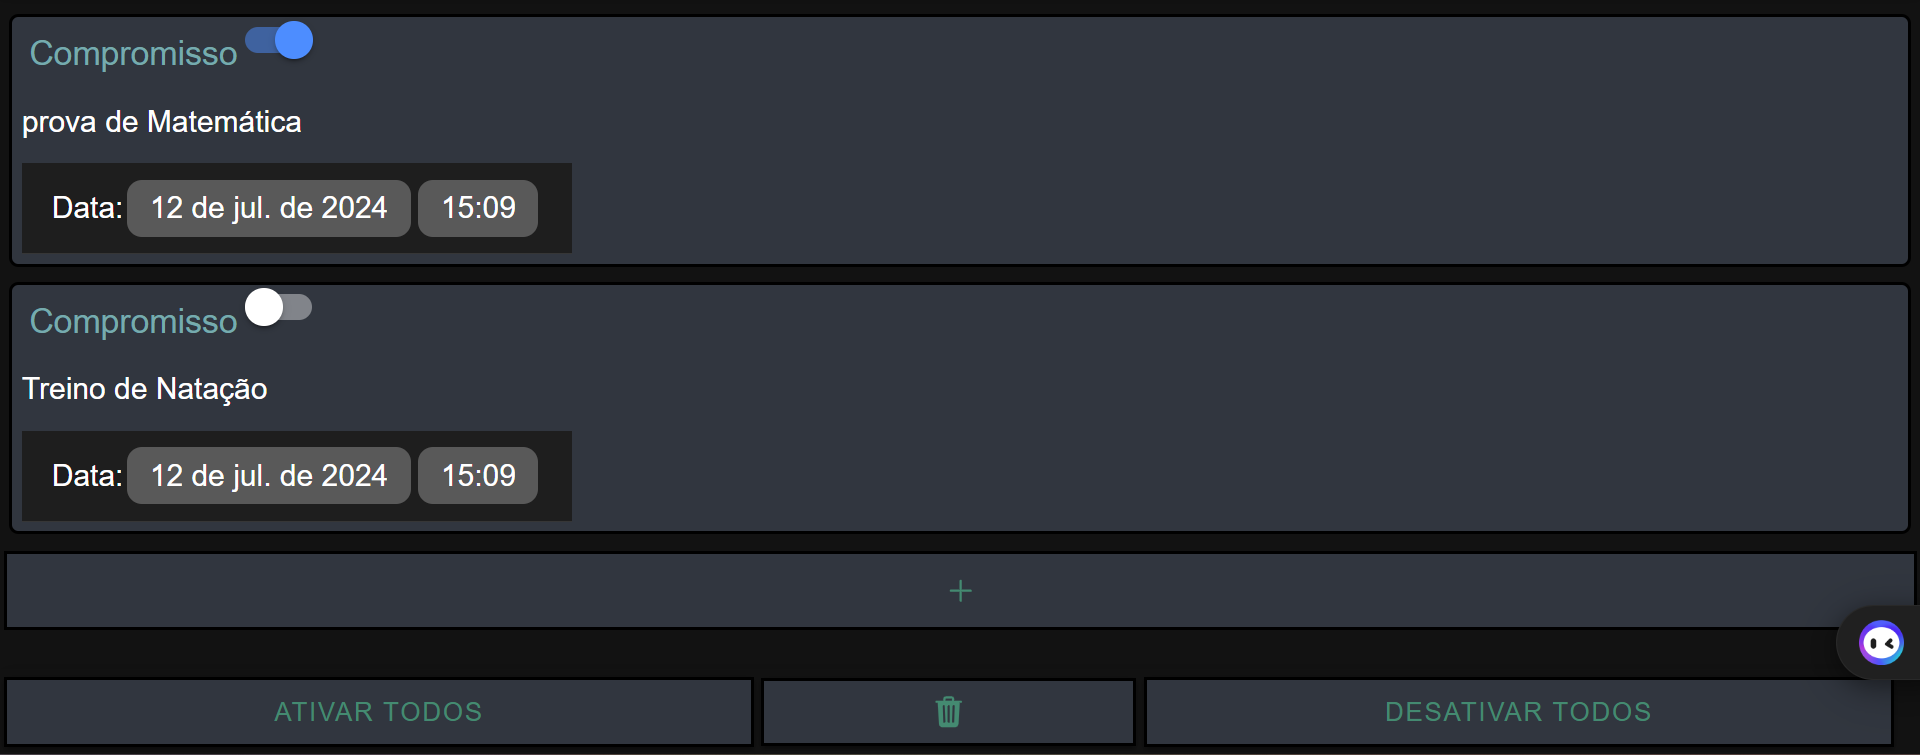 Compromisso
prova de Matemática
Data: 12 de jul. de 2024 15:09
Compromisso
Treino de Natação
Data: 12 de jul. de 2024 15:09
+
ATIVAR TODOS DESATIVAR TODOS